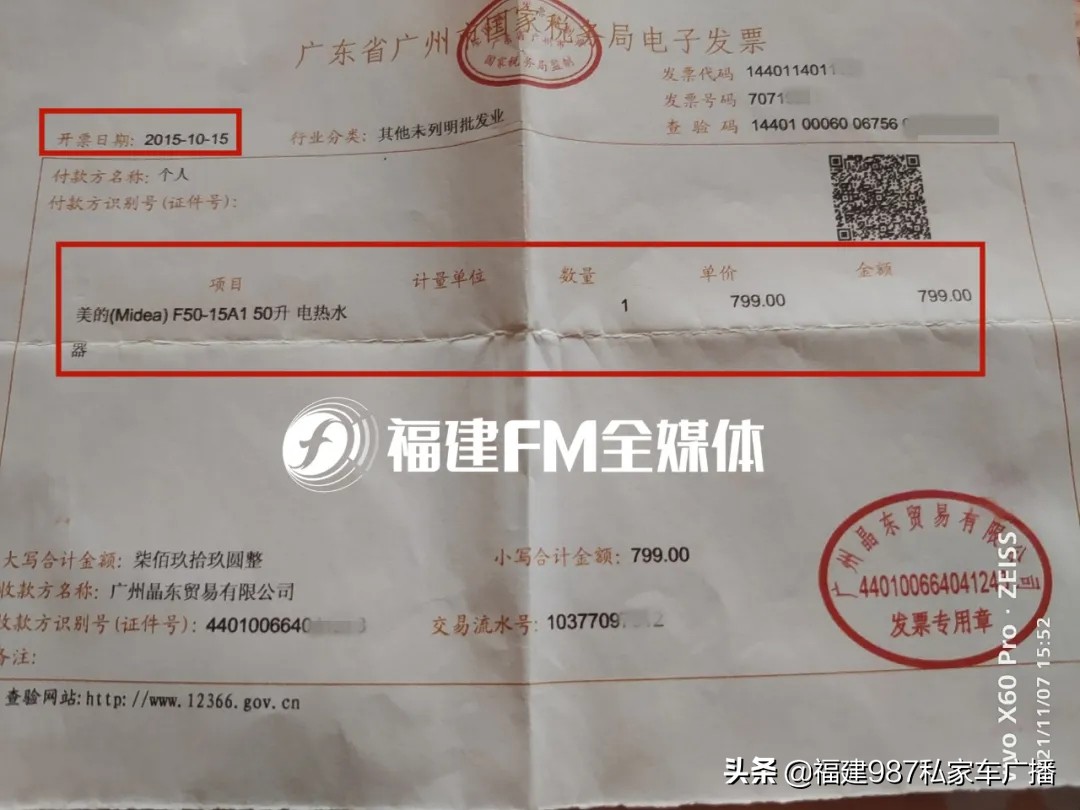 广东省广州市国家税务局电子发票
国家税务局监制
发票代码 14401401101
发票号码 7071
查验码 14401 00060 06756
开票日期: 2015-10-15 行业分类: 其他未列明批发业
付款方名称: 个人
付款方识别号(证件号):
项目 计量单位 数量 单价 金额
美的(Midea) F50-15A1 50升 电热水 1 799.00 799.00
器
福建FM全媒体
大写合计金额: 柒佰玖拾玖圆整 小写合计金额: 799.00
收款方名称: 广州晶东贸易有限公司
收款方识别号(证件号): 4401006640 交易流水号: 1037709
备注:
查验网站:http://www.12366.gov.cn
广州晶东贸易有限公司
44010066404124
发票专用章
vivo X60 Pro · ZEISS
2021/11/07 15:52
头条 @福建987私家车广播